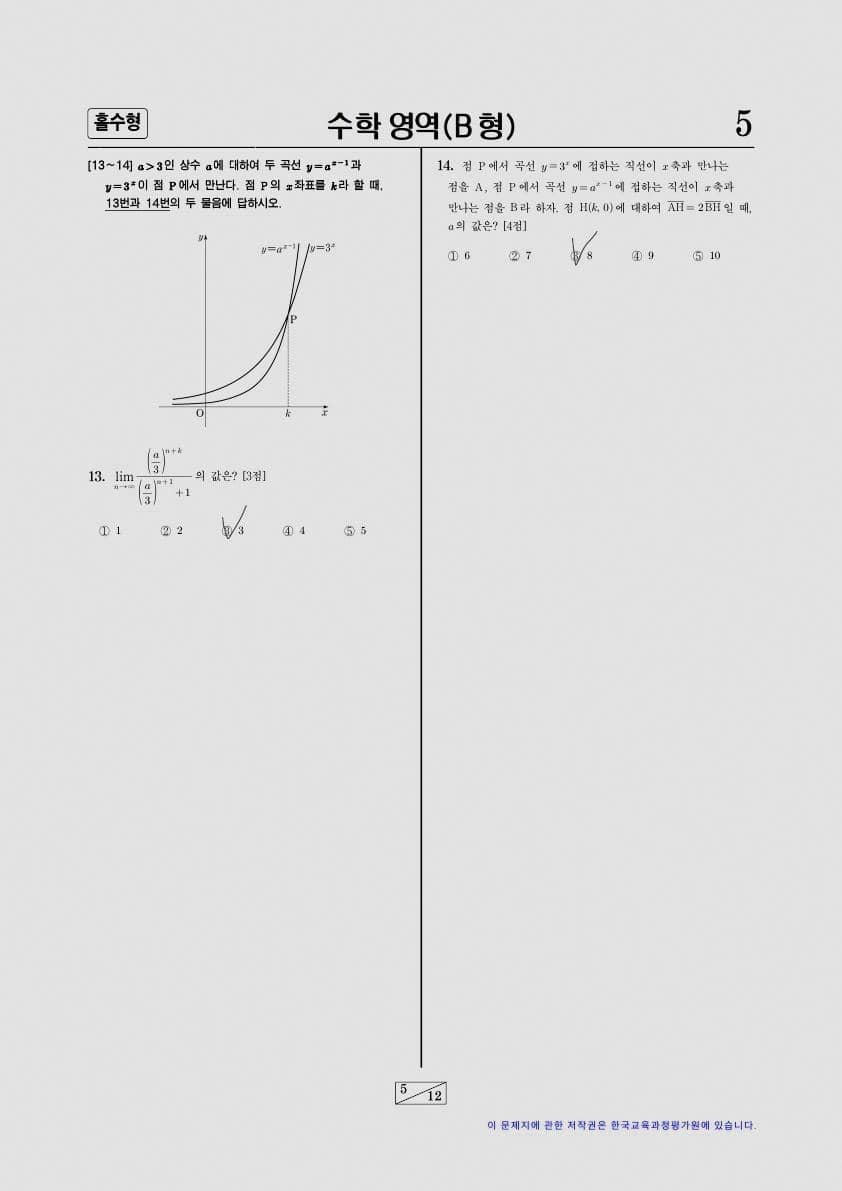 홀수형
수학 영역(B 형)
5
[13~14] a>3인 상수 a에 대하여 두 곡선 y=a^{x-1}과
y=3^x이 점 P에서 만난다. 점 P의 x좌표를 k라 할 때,
13번과 14번의 두 물음에 답하시오.
y
y=a^{x-1}
y=3^x
P
O
k
x
13. lim_{n→∞} \frac{(\frac{a}{3})^{n+k}}{(\frac{a}{3})^{n+1}+1} 의 값은? [3점]
① 1 ② 2 ③ 3 ④ 4 ⑤ 5
14. 점 P에서 곡선 y=3^x에 접하는 직선이 x축과 만나는
점을 A, 점 P에서 곡선 y=a^{x-1}에 접하는 직선이 x축과
만나는 점을 B라 하자. 점 H(k, 0)에 대하여 \overline{AH}=2\overline{BH}일 때,
a의 값은? [4점]
① 6 ② 7 ③ 8 ④ 9 ⑤ 10
5
12
이 문제지에 관한 저작권은 한국교육과정평가원에 있습니다.